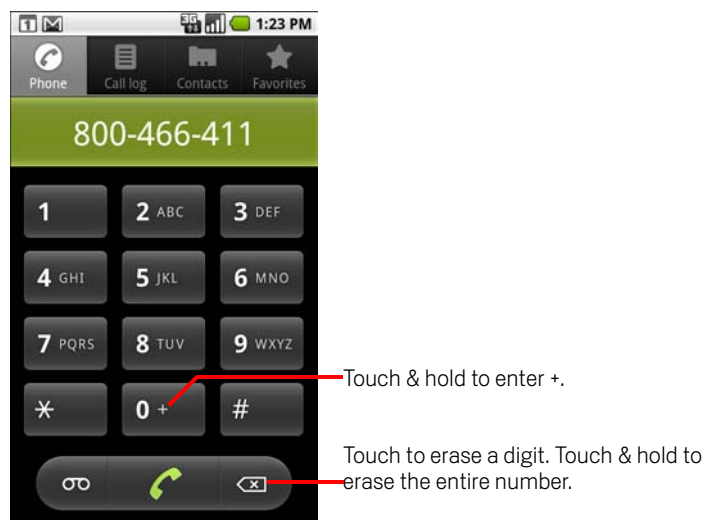 1 3G 1:23 PM
Phone Call log Contacts Favorites
800-466-411
1 2 ABC 3 DEF
4 GHI 5 JKL 6 MNO
7 PQRS 8 TUV 9 WXYZ
Touch & hold to enter +.
* 0 + #
Touch to erase a digit. Touch & hold to
erase the entire number.